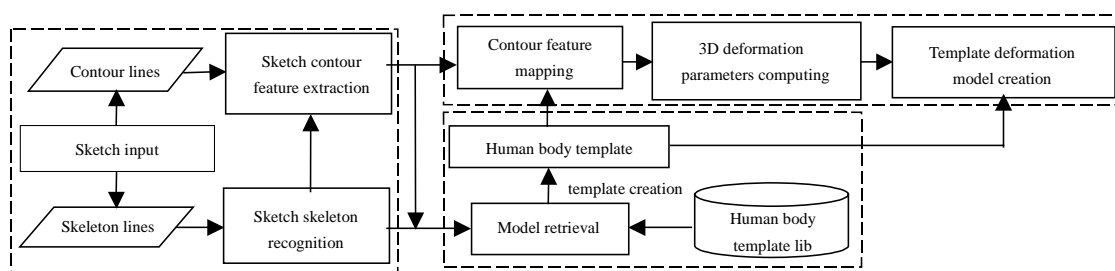 Contour lines
Sketch contour
feature extraction
Contour feature
mapping
3D deformation
parameters computing
Template deformation
model creation
Sketch input
Human body template
template creation
Skeleton lines
Sketch skeleton
recognition
Model retrieval
Human body
template lib